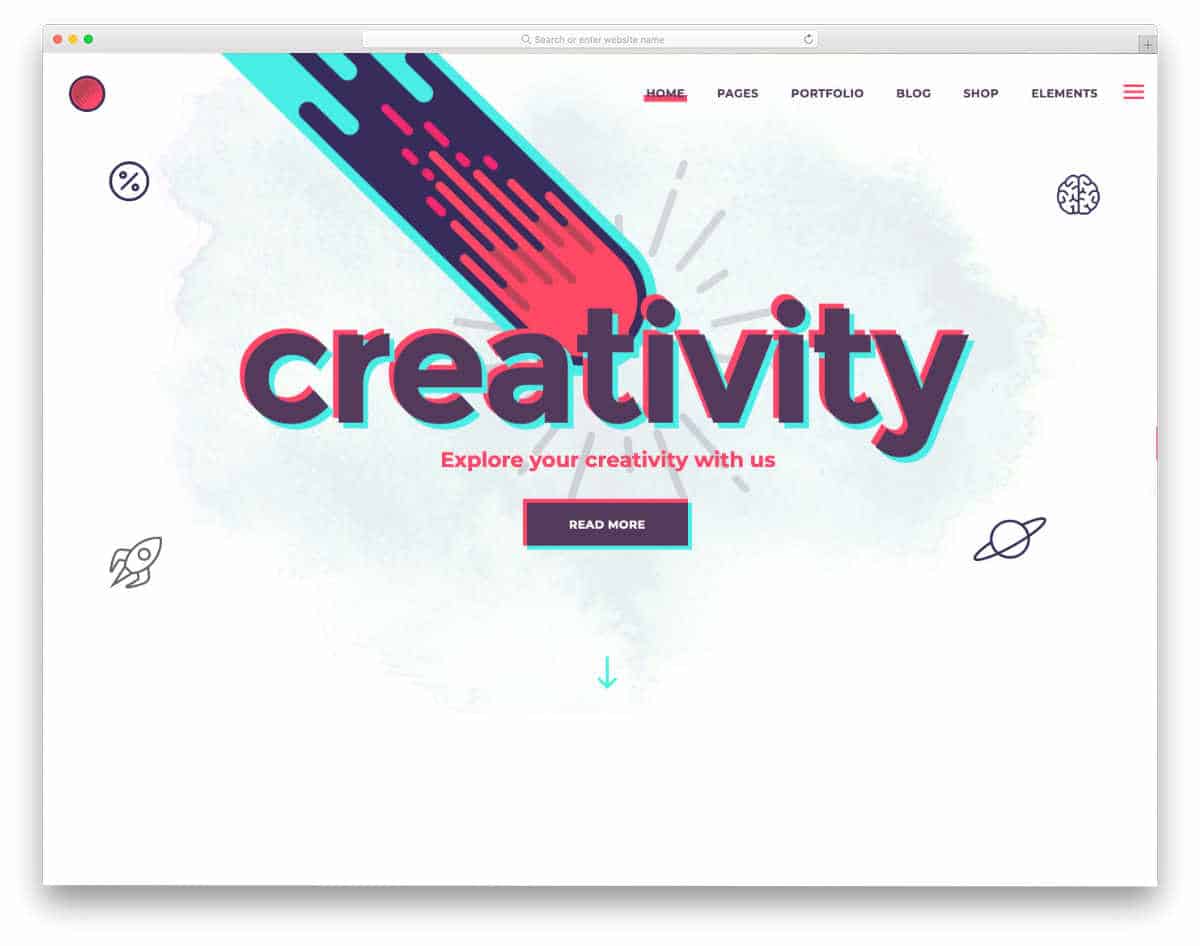 Search or enter website name
HOME PAGES PORTFOLIO BLOG SHOP ELEMENTS
creativity
Explore your creativity with us
READ MORE